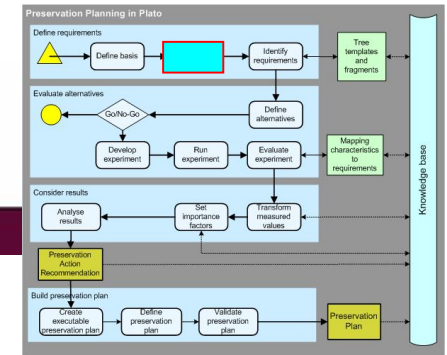 Preservation Planning in Plato
Define requirements
Define basis
Identify
requirements
Tree
templates
and
fragments
Evaluate alternatives
Go/No-Go
Define
alternatives
Develop
experiment
Run
experiment
Evaluate
experiment
Mapping
characteristics
to
requirements
Knowledge base
Consider results
Analyse
results
Set
importance
factors
Transform
measured
values
Preservation
Action
Recommendation
Build preservation plan
Create
executable
preservation plan
Define
preservation
plan
Validate
preservation
plan
Preservation
Plan